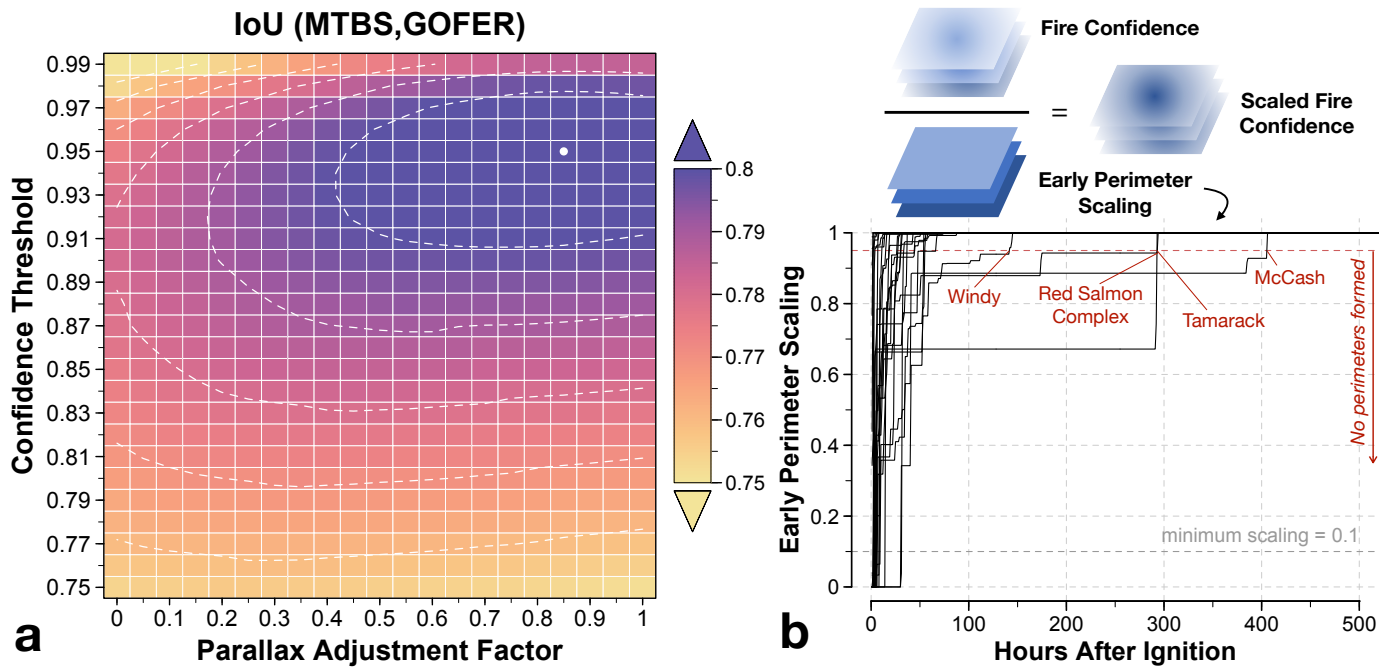 IoU (MTBS,GOFER)
Confidence Threshold
0.99
0.97
0.95
0.93
0.91
0.89
0.87
0.85
0.83
0.81
0.79
0.77
0.75
0 0.1 0.2 0.3 0.4 0.5 0.6 0.7 0.8 0.9 1
Parallax Adjustment Factor
0.8
0.79
0.78
0.77
0.76
0.75
a
Fire Confidence
=
Scaled Fire
Confidence
Early Perimeter
Scaling
Early Perimeter Scaling
1
0.8
0.6
0.4
0.2
0
Windy
Red Salmon
Complex
Tamarack
McCash
No perimeters formed
minimum scaling = 0.1
0 100 200 300 400 500
Hours After Ignition
b